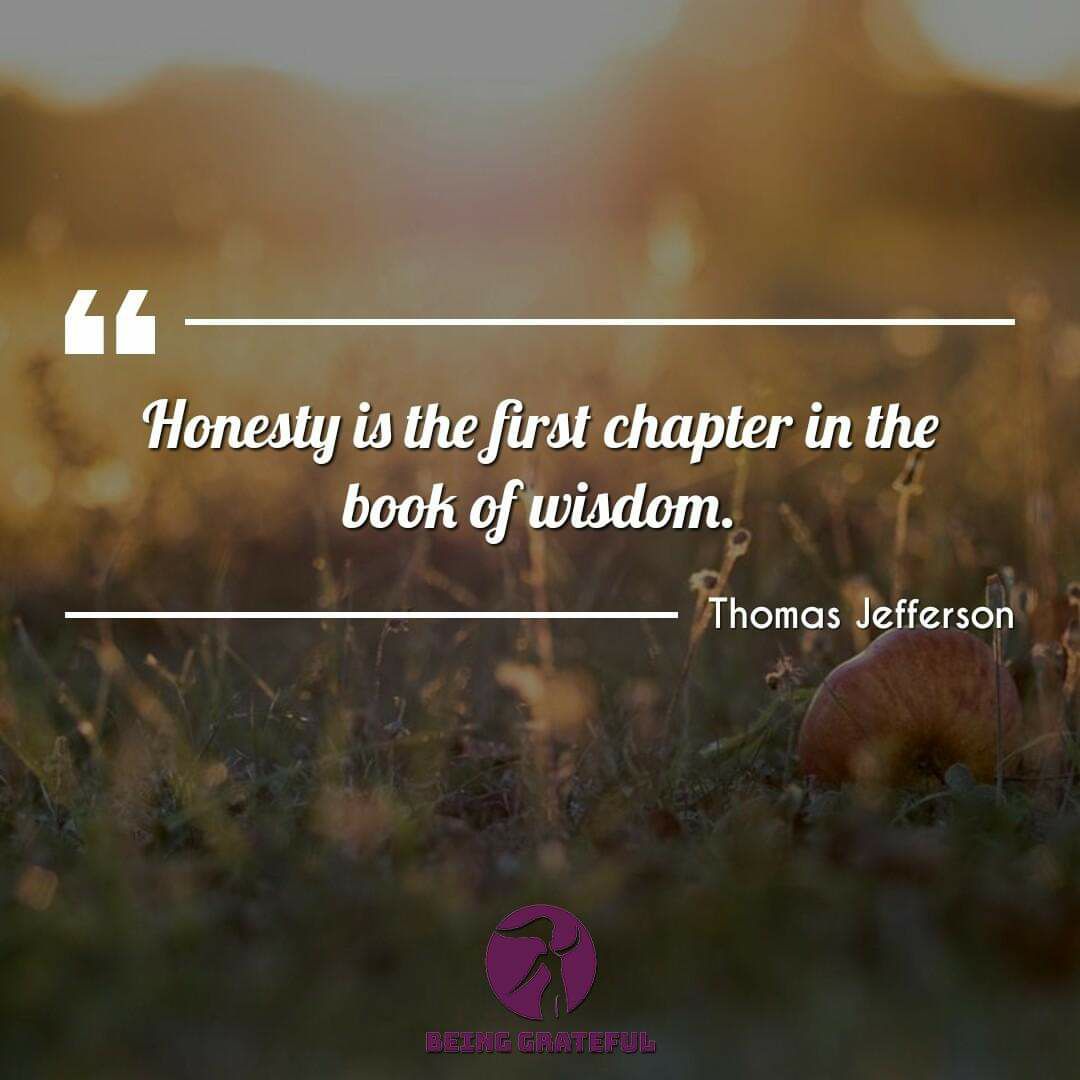 “
Honesty is the first chapter in the
book of wisdom.
Thomas Jefferson
BEING GRATEFUL